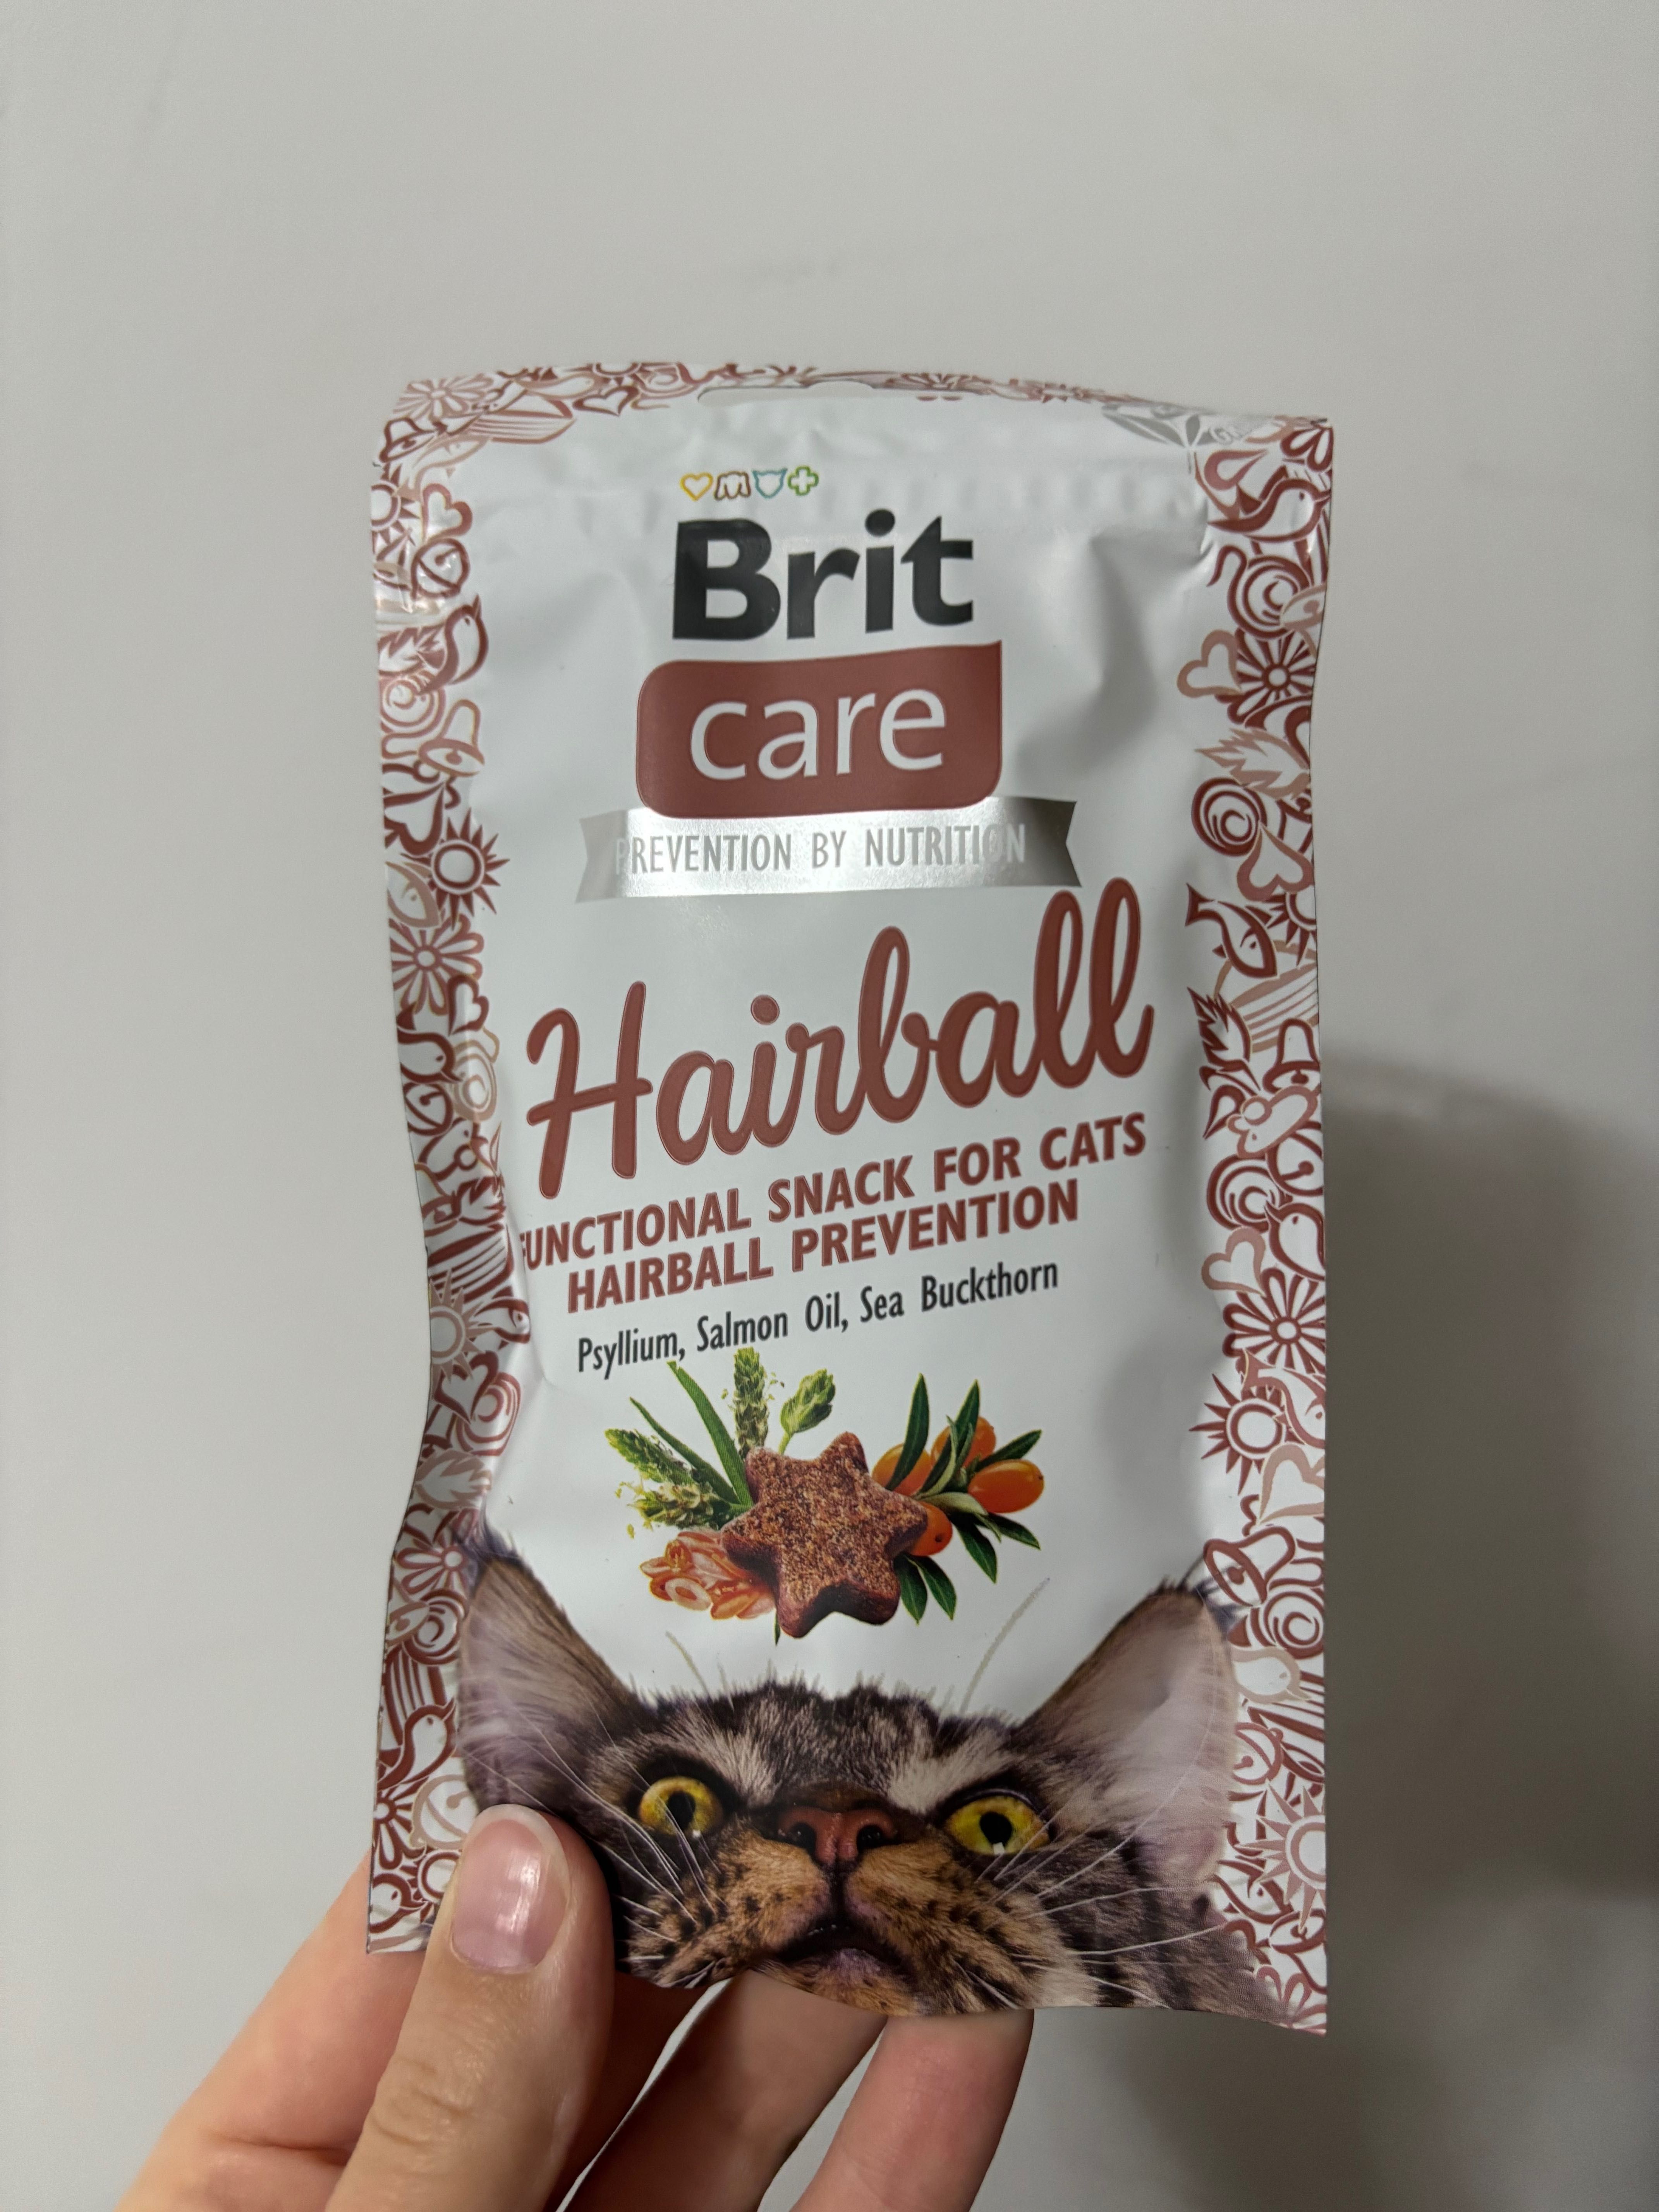 Brit
care
PREVENTION BY NUTRITION
Hairball
FUNCTIONAL SNACK FOR CATS
HAIRBALL PREVENTION
Psyllium, Salmon Oil, Sea Buckthorn